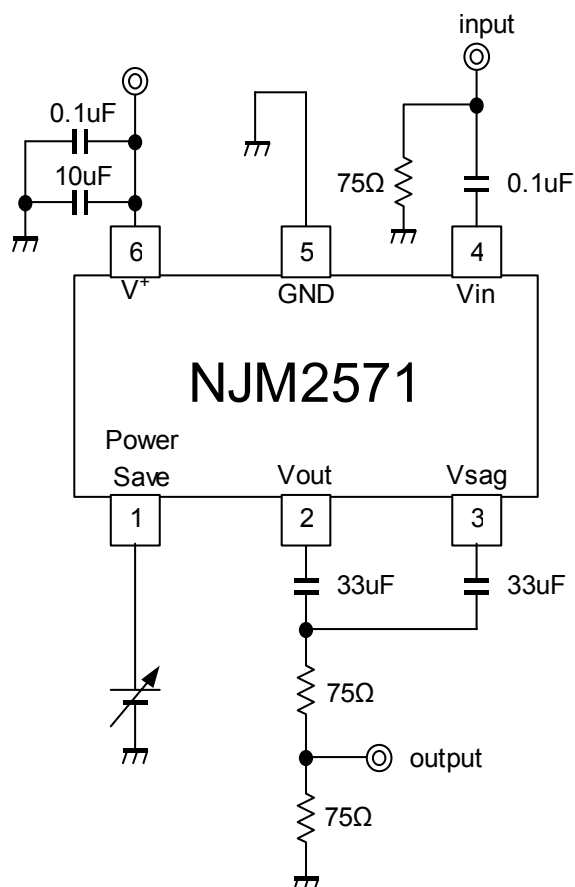 input
0.1uF
10uF
75Ω
0.1uF
6
5
4
V+
GND
Vin
NJM2571
Power
Save
Vout
Vsag
1
2
3
33uF
33uF
75Ω
output
75Ω